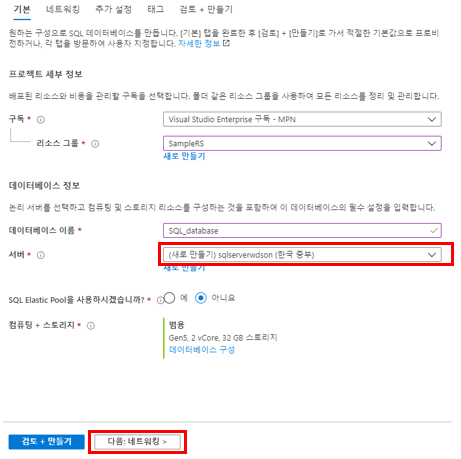 기본 네트워킹 추가 설정 태그 검토 + 만들기
원하는 구성으로 SQL 데이터베이스를 만듭니다. [기본] 탭을 완료한 후 [검토] + [만들기]로 가서 적절한 기본값으로 프로비
전하거나, 각 탭을 방문하여 사용자 지정합니다. 자세한 정보
프로젝트 세부 정보
배포된 리소스와 비용을 관리할 구독을 선택합니다. 폴더 같은 리소스 그룹을 사용하여 모든 리소스를 정리 및 관리합니다.
구독 * Visual Studio Enterprise 구독 - MPN
리소스 그룹 * SampleRS
새로 만들기
데이터베이스 정보
논리 서버를 선택하고 컴퓨팅 및 스토리지 리소스를 구성하는 것을 포함하여 이 데이터베이스의 필수 설정을 입력합니다.
데이터베이스 이름 * SQL_database
서버 * (새로 만들기) sqlserverwdson (한국 중부)
새로 만들기
SQL Elastic Pool을 사용하시겠습니까? * 예 아니요
컴퓨팅 + 스토리지 * 범용
Gen5, 2 vCore, 32 GB 스토리지
데이터베이스 구성
검토 + 만들기 다음: 네트워킹 >